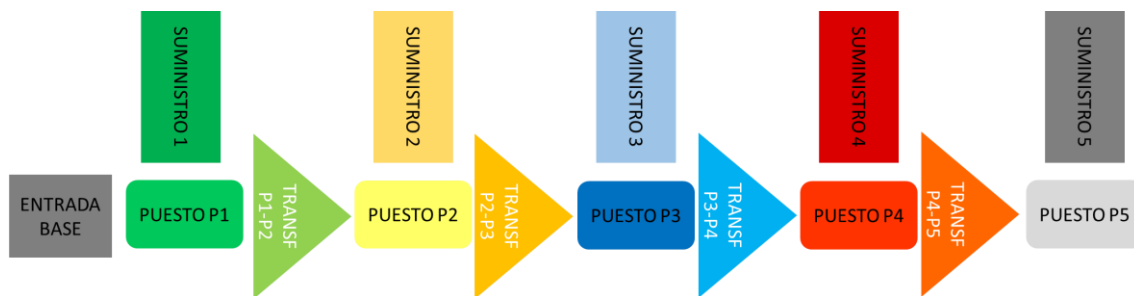 SUMINISTRO 1
SUMINISTRO 2
SUMINISTRO 3
SUMINISTRO 4
SUMINISTRO 5
ENTRADA
BASE
PUESTO P1
TRANSF
P1-P2
PUESTO P2
TRANSF
P2-P3
PUESTO P3
TRANSF
P3-P4
PUESTO P4
TRANSF
P4-P5
PUESTO P5